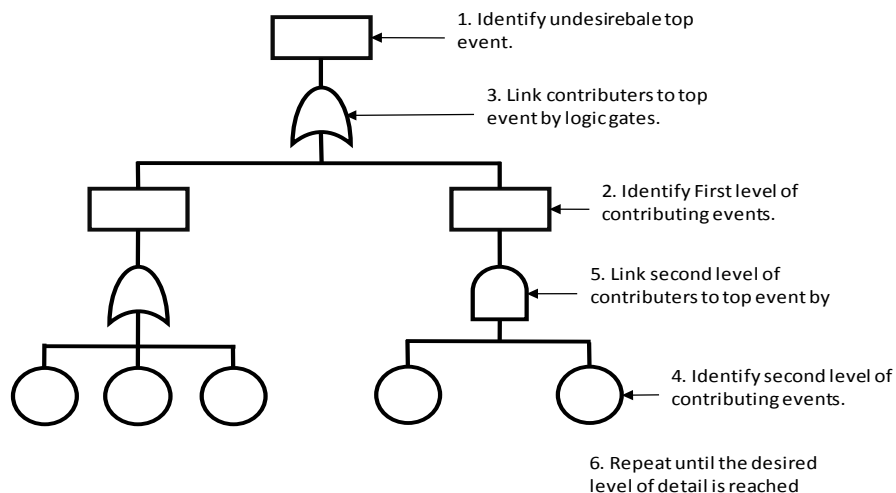 1. Identify undesirebale top
event.
3. Link contributers to top
event by logic gates.
2. Identify First level of
contributing events.
5. Link second level of
contributers to top event by
4. Identify second level of
contributing events.
6. Repeat until the desired
level of detail is reached